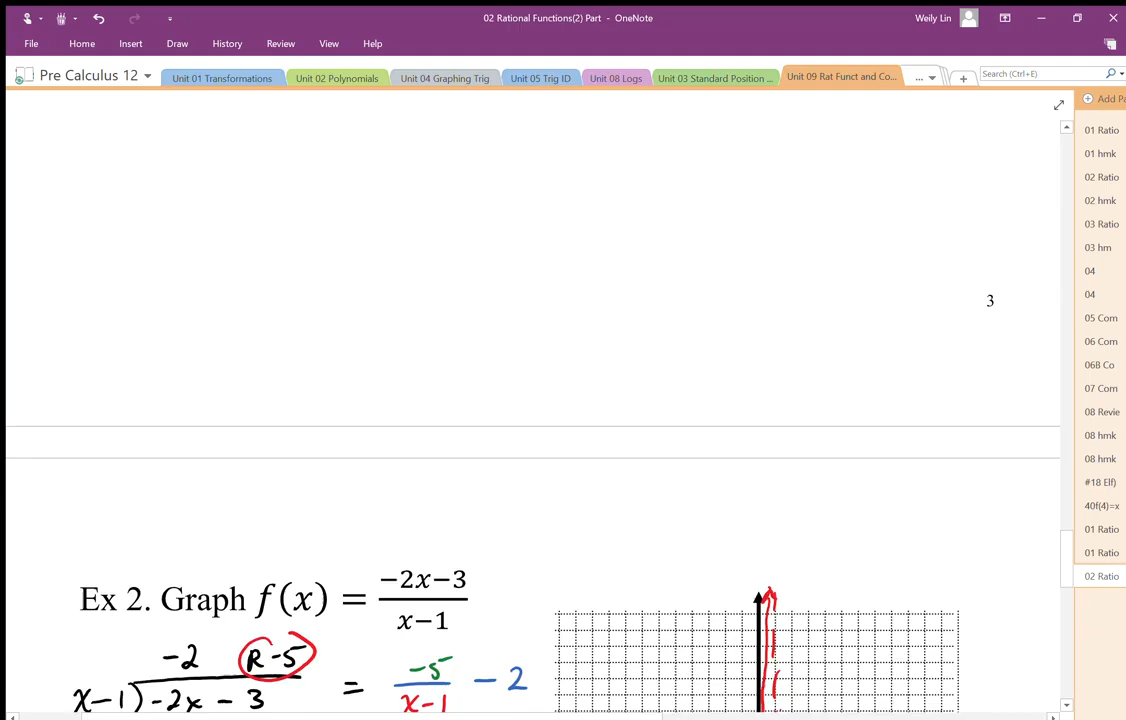 02 Rational Functions(2) Part - OneNote
Weily Lin
File Home Insert Draw History Review View Help
Pre Calculus 12
Unit 01 Transformations
Unit 02 Polynomials
Unit 04 Graphing Trig
Unit 05 Trig ID
Unit 08 Logs
Unit 03 Standard Position ...
Unit 09 Rat Funct and Co...
...
Search (Ctrl+E)
Add Pa
01 Ratio
01 hmk
02 Ratio
02 hmk
03 Ratio
03 hm
04
04
05 Com
06 Com
06B Co
07 Com
08 Revie
08 hmk
08 hmk
#18 Elf)
40f(4)=x
01 Ratio
01 Ratio
02 Ratio
3
Ex 2. Graph f(x) = (−2x−3)/(x−1)
-2 R -5
x-1 ) -2x - 3 = -5/(x-1) - 2